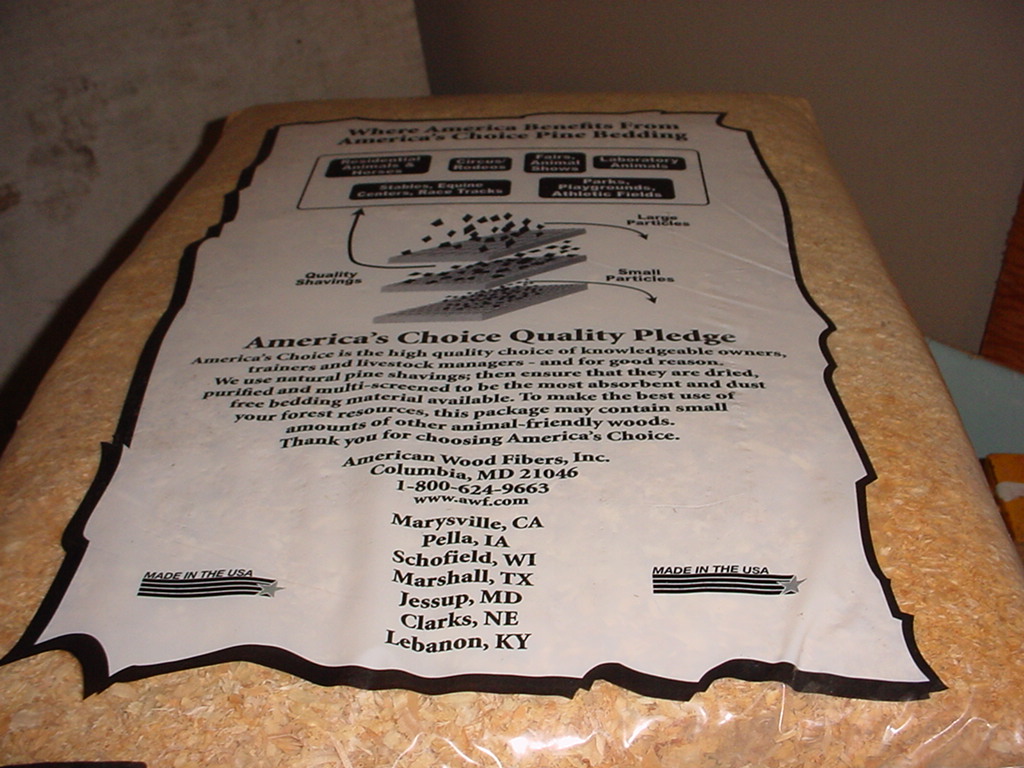 Where America Benefits From
America's Choice Pine Bedding
Residential
Animals &
Horses
Circus/
Rodeos
Fairs,
Animal
Shows
Laboratory
Animals
Stables, Equine
Centers, Race Tracks
Parks,
Playgrounds,
Athletic Fields
Large
Particles
Quality
Shavings
Small
Particles
America's Choice Quality Pledge
America's Choice is the high quality choice of knowledgeable owners,
trainers and livestock managers - and for good reason.
We use natural pine shavings; then ensure that they are dried,
purified and multi-screened to be the most absorbent and dust
free bedding material available. To make the best use of
your forest resources, this package may contain small
amounts of other animal-friendly woods.
Thank you for choosing America's Choice.
American Wood Fibers, Inc.
Columbia, MD 21046
1-800-624-9663
www.awf.com
Marysville, CA
Pella, IA
Schofield, WI
Marshall, TX
Jessup, MD
Clarks, NE
Lebanon, KY
MADE IN THE USA
MADE IN THE USA